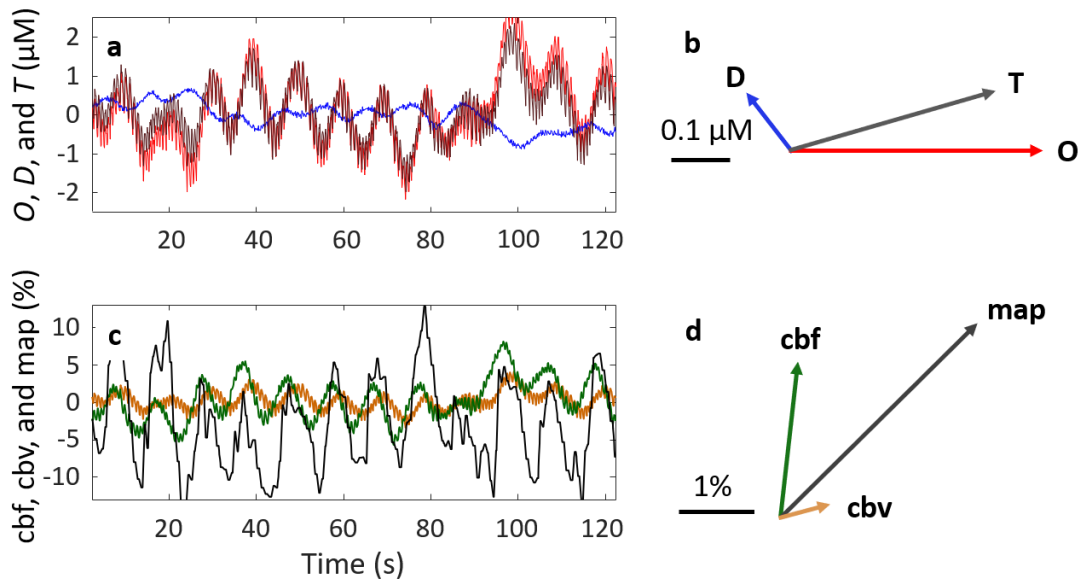 O, D, and T (μM)
2
1
0
-1
-2
a
20 40 60 80 100 120
b
D
T
0.1 μM
O
cbf, cbv, and map (%)
10
5
0
-5
-10
c
20 40 60 80 100 120
Time (s)
d
map
cbf
1%
cbv